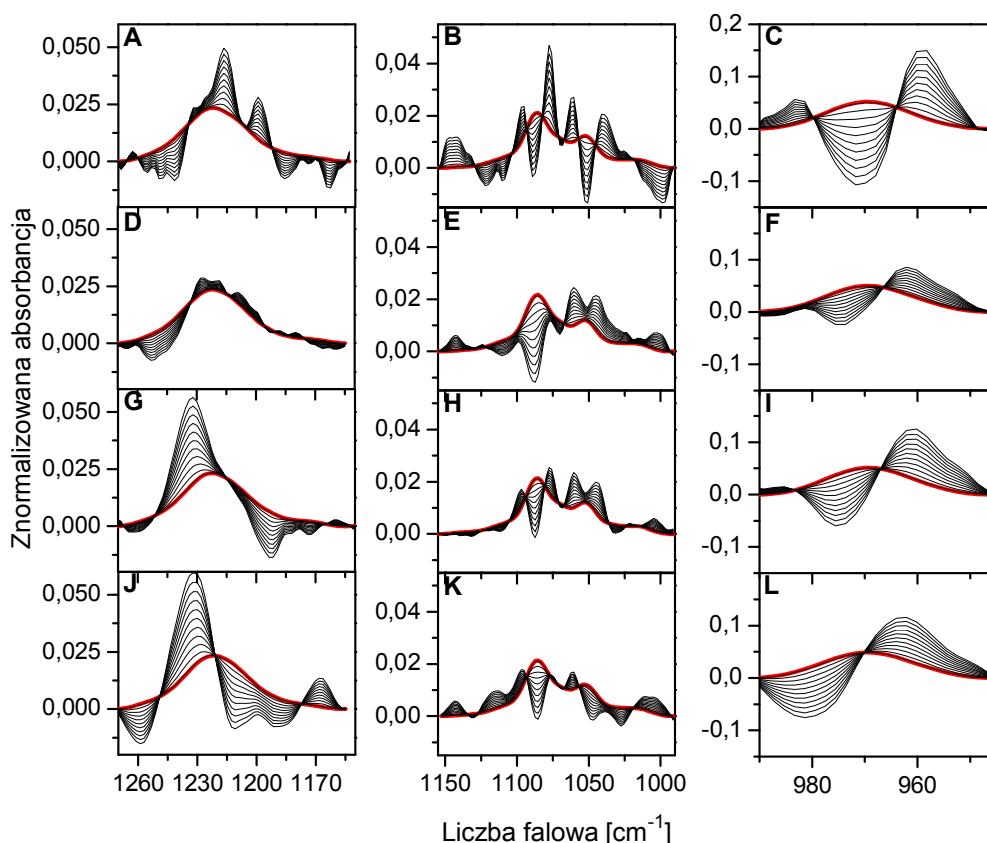 Znormalizowana absorbancja
A
0,050
0,025
0,000
B
0,04
0,02
0,00
C
0,2
0,1
0,0
-0,1
D
0,050
0,025
0,000
E
0,04
0,02
0,00
F
0,1
0,0
-0,1
G
0,050
0,025
0,000
H
0,04
0,02
0,00
I
0,1
0,0
-0,1
J
0,050
0,025
0,000
K
0,04
0,02
0,00
L
0,1
0,0
-0,1
1260 1230 1200 1170
1150 1100 1050 1000
980 960
Liczba falowa [cm⁻¹]